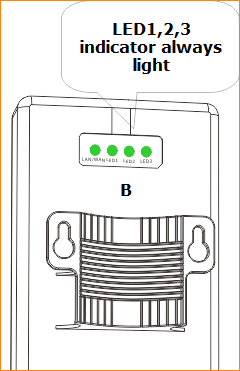 LED1,2,3
indicator always
light
LAN/WAN LED1 LED2 LED3
B